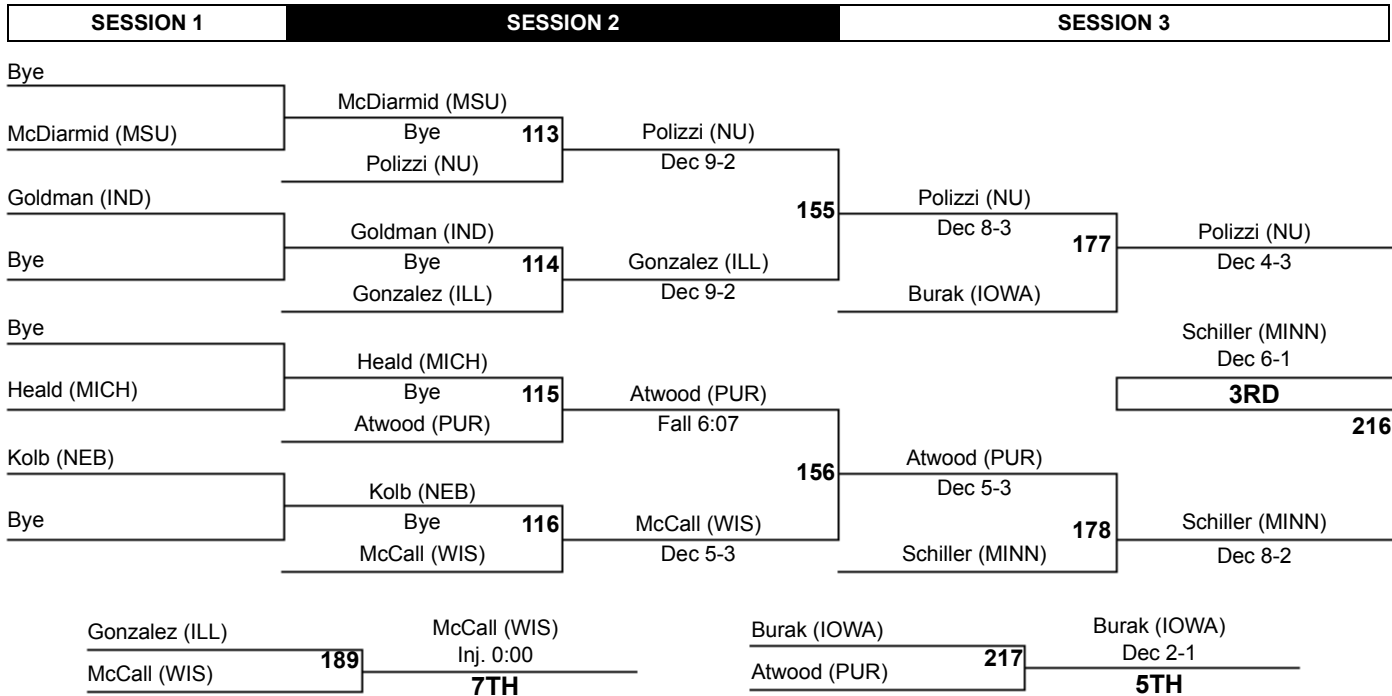 SESSION 1
SESSION 2
SESSION 3
Bye
McDiarmid (MSU)
McDiarmid (MSU)
Bye
113
Polizzi (NU)
Polizzi (NU)
Dec 9-2
Goldman (IND)
Bye
Goldman (IND)
Bye
114
Gonzalez (ILL)
Gonzalez (ILL)
Dec 9-2
155
Polizzi (NU)
Dec 8-3
177
Burak (IOWA)
Polizzi (NU)
Dec 4-3
Bye
Heald (MICH)
Heald (MICH)
Bye
115
Atwood (PUR)
Atwood (PUR)
Fall 6:07
Schiller (MINN)
Dec 6-1
3RD
216
Kolb (NEB)
Bye
Kolb (NEB)
Bye
116
McCall (WIS)
McCall (WIS)
Dec 5-3
156
Atwood (PUR)
Dec 5-3
178
Schiller (MINN)
Schiller (MINN)
Dec 8-2
Gonzalez (ILL)
McCall (WIS)
189
McCall (WIS)
Inj. 0:00
7TH
Burak (IOWA)
Atwood (PUR)
217
Burak (IOWA)
Dec 2-1
5TH